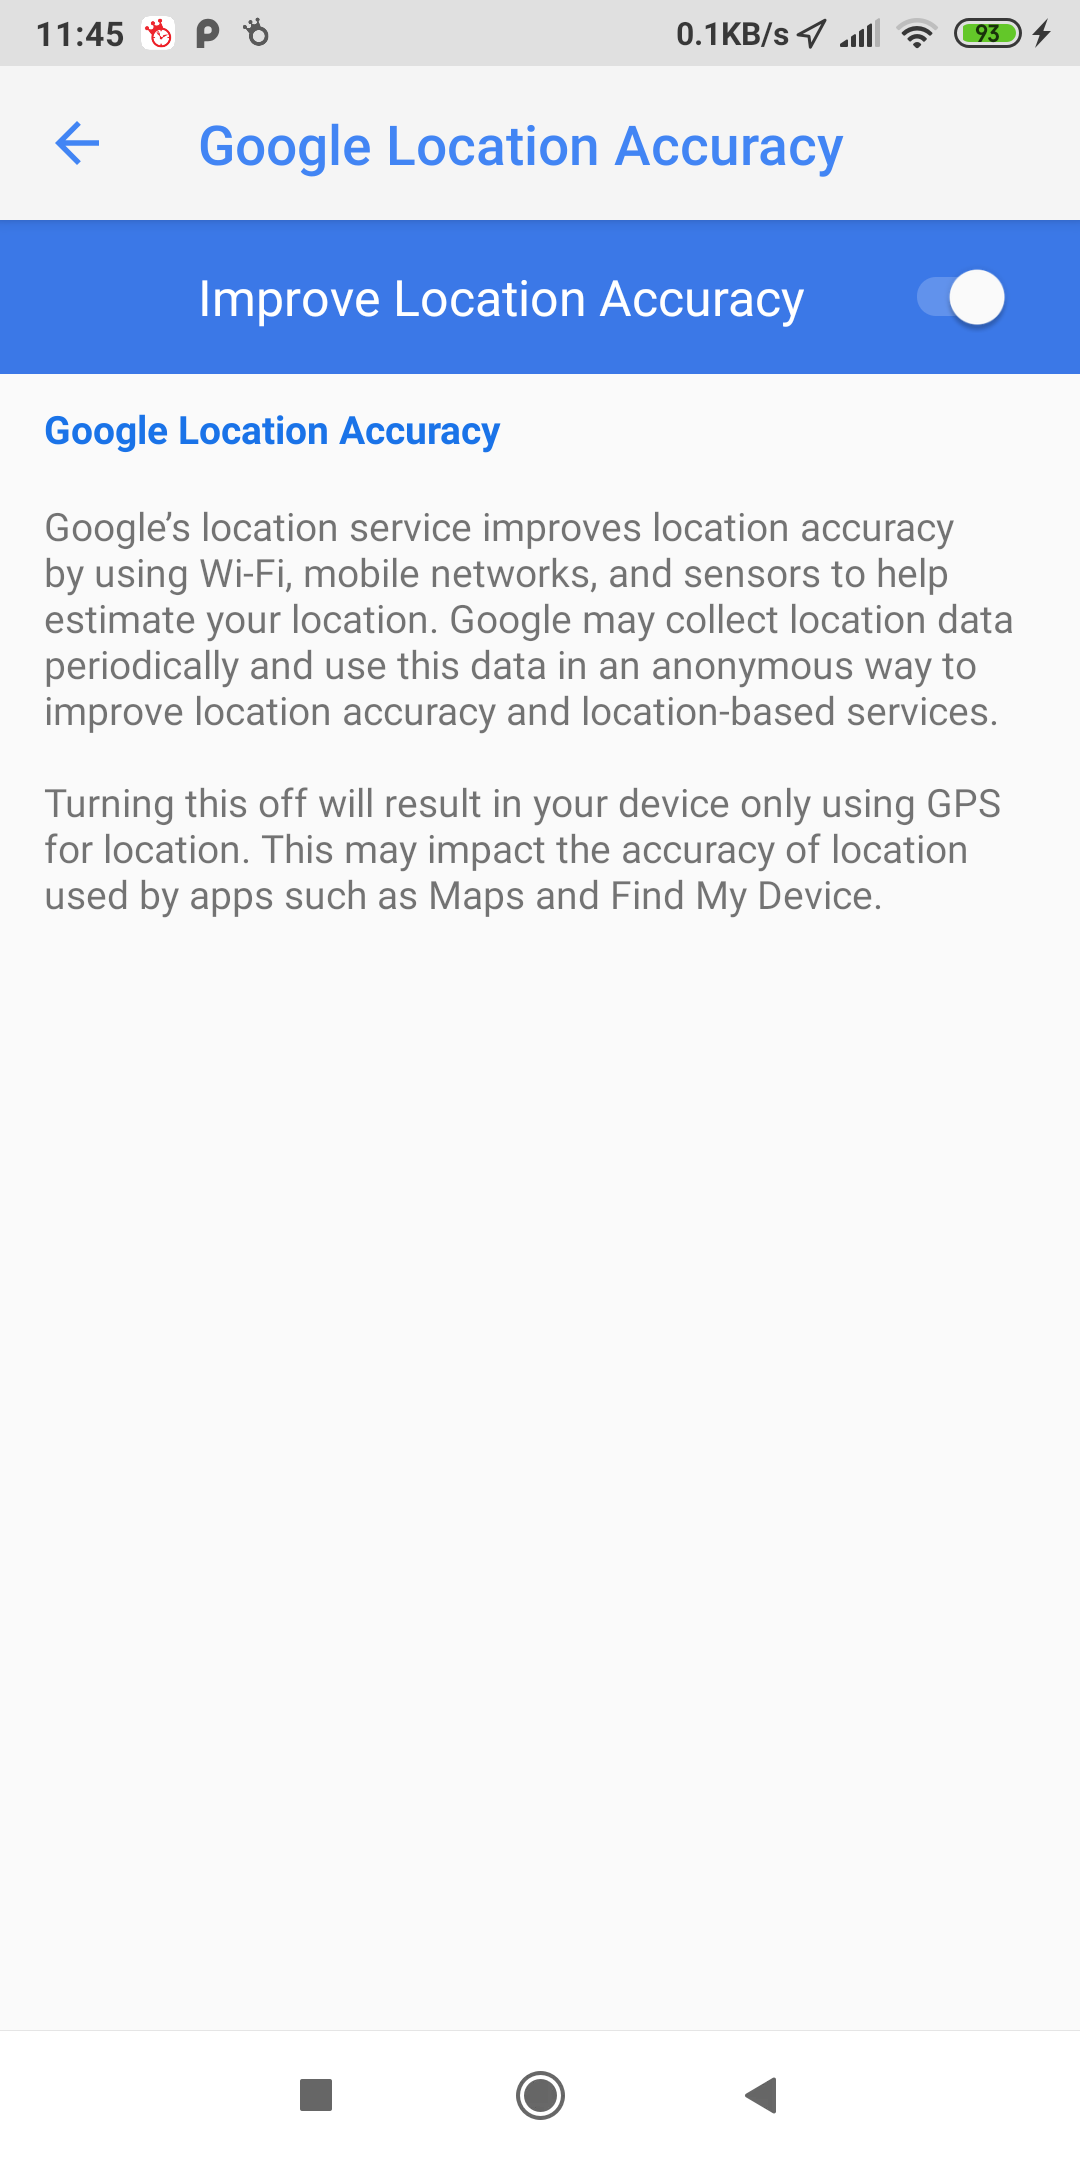 11:45 0.1KB/s 93
Google Location Accuracy
Improve Location Accuracy
Google Location Accuracy
Google’s location service improves location accuracy
by using Wi-Fi, mobile networks, and sensors to help
estimate your location. Google may collect location data
periodically and use this data in an anonymous way to
improve location accuracy and location-based services.
Turning this off will result in your device only using GPS
for location. This may impact the accuracy of location
used by apps such as Maps and Find My Device.